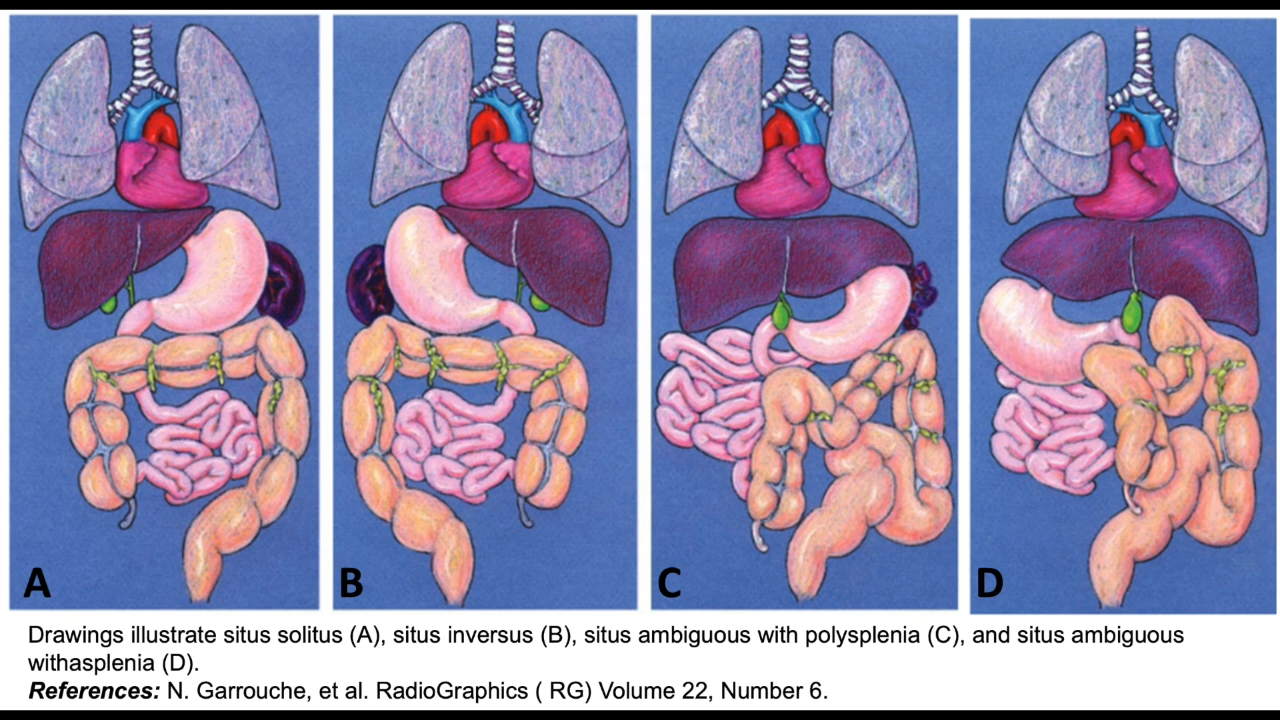 A
B
C
D
Drawings illustrate situs solitus (A), situs inversus (B), situs ambiguous with polysplenia (C), and situs ambiguous
withasplenia (D).
References: N. Garrouche, et al. RadioGraphics ( RG) Volume 22, Number 6.